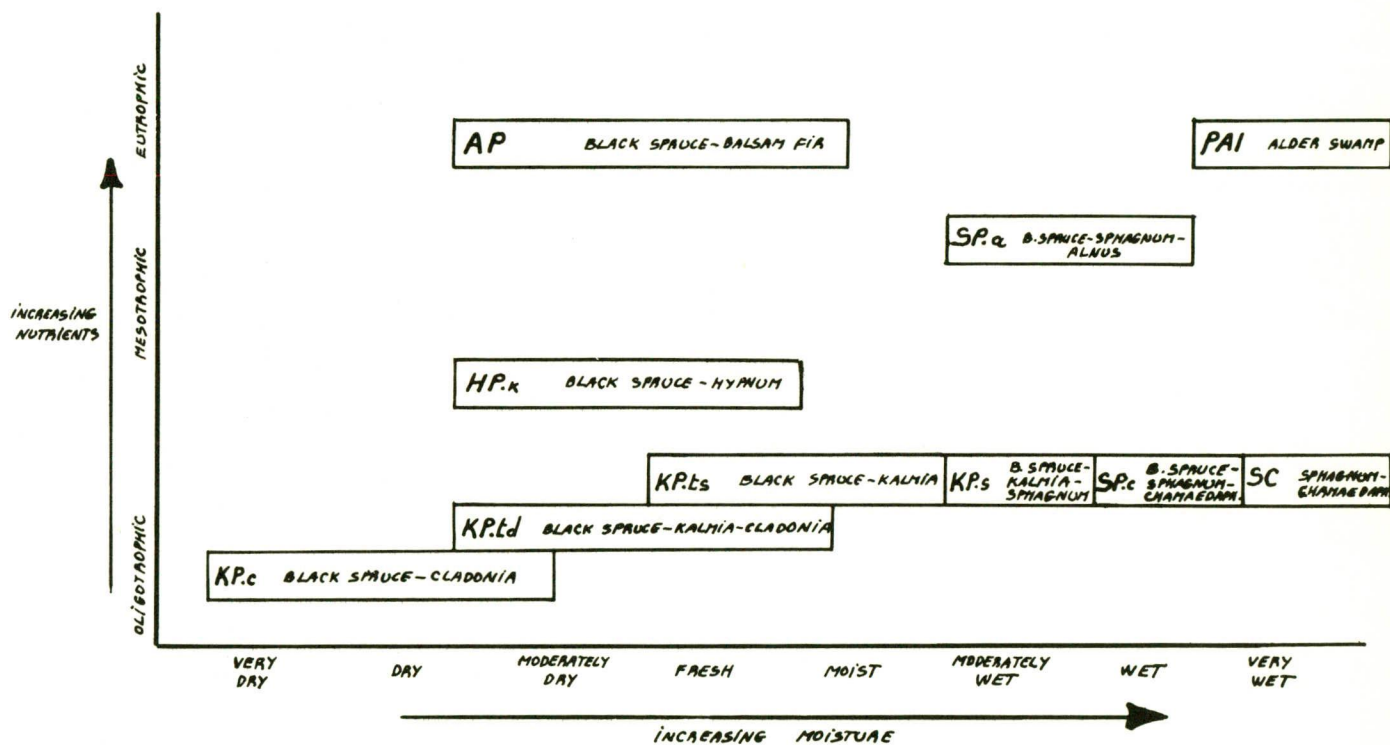 EUTROPHIC
MESOTROPHIC
OLIGOTROPHIC
INCREASING
NUTRIENTS
AP BLACK SPRUCE-BALSAM FIR
PAI ALDER SWAMP
SP.a B.SPRUCE-SPHAGNUM-
ALNUS
HP.k BLACK SPRUCE-HYPNUM
KP.ts BLACK SPRUCE-KALMIA
KP.s B.SPRUCE-
KALMIA-
SPHAGNUM
SP.c B.SPRUCE-
SPHAGNUM-
CHAMAEDAPH.
SC SPHAGNUM-
CHAMAEDAPH
KP.td BLACK SPRUCE-KALMIA-CLADONIA
KP.c BLACK SPRUCE-CLADONIA
VERY
DRY
DRY
MODERATELY
DRY
FRESH
MOIST
MODERATELY
WET
WET
VERY
WET
INCREASING MOISTURE